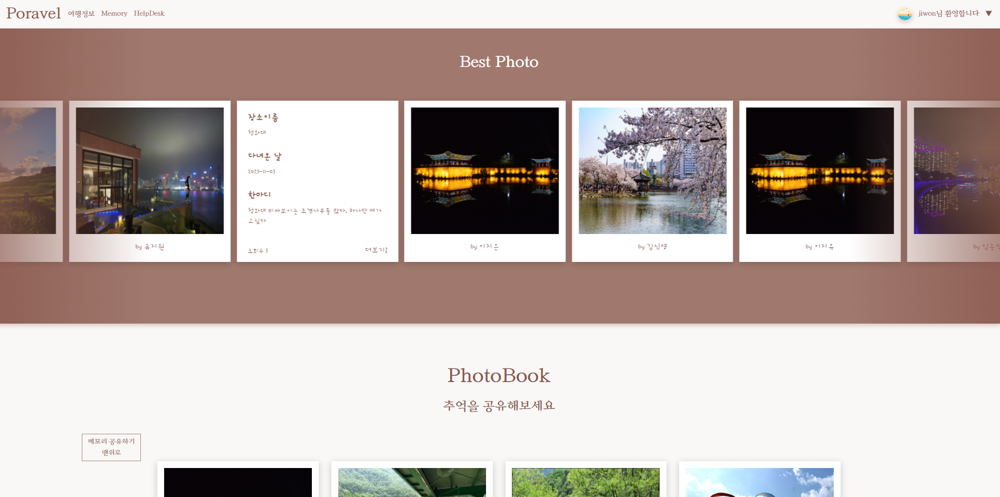 Poravel 여행정보 Memory HelpDesk
jiwon님 환영합니다 ▼
Best Photo
by 류지원
장소이름
청와대
다녀온 날
2023-11-03
한마디
청와대 비싸보이는 조경나무들 많다. 하나만 캐가
고싶다
조회수 3
더보기?
by 이지은
by 김신영
by 이지유
by 임승
PhotoBook
추억을 공유해보세요
메모리 공유하기
맨위로